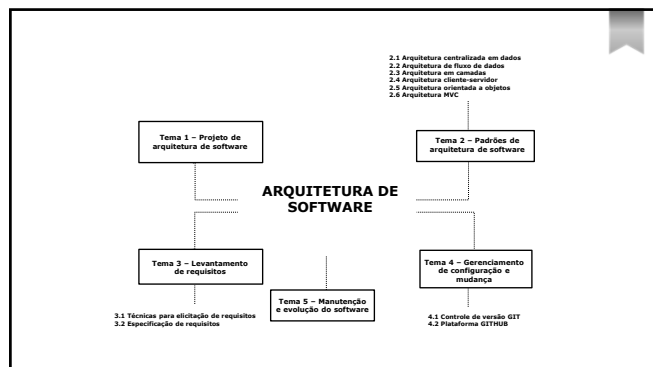 2.1 Arquitetura centralizada em dados
2.2 Arquitetura de fluxo de dados
2.3 Arquitetura em camadas
2.4 Arquitetura cliente-servidor
2.5 Arquitetura orientada a objetos
2.6 Arquitetura MVC
Tema 1 – Projeto de
arquitetura de software
Tema 2 – Padrões de
arquitetura de software
ARQUITETURA DE
SOFTWARE
Tema 3 – Levantamento
de requisitos
Tema 4 – Gerenciamento
de configuração e
mudança
Tema 5 – Manutenção
e evolução do software
3.1 Técnicas para elicitação de requisitos
3.2 Especificação de requisitos
4.1 Controle de versão GIT
4.2 Plataforma GITHUB